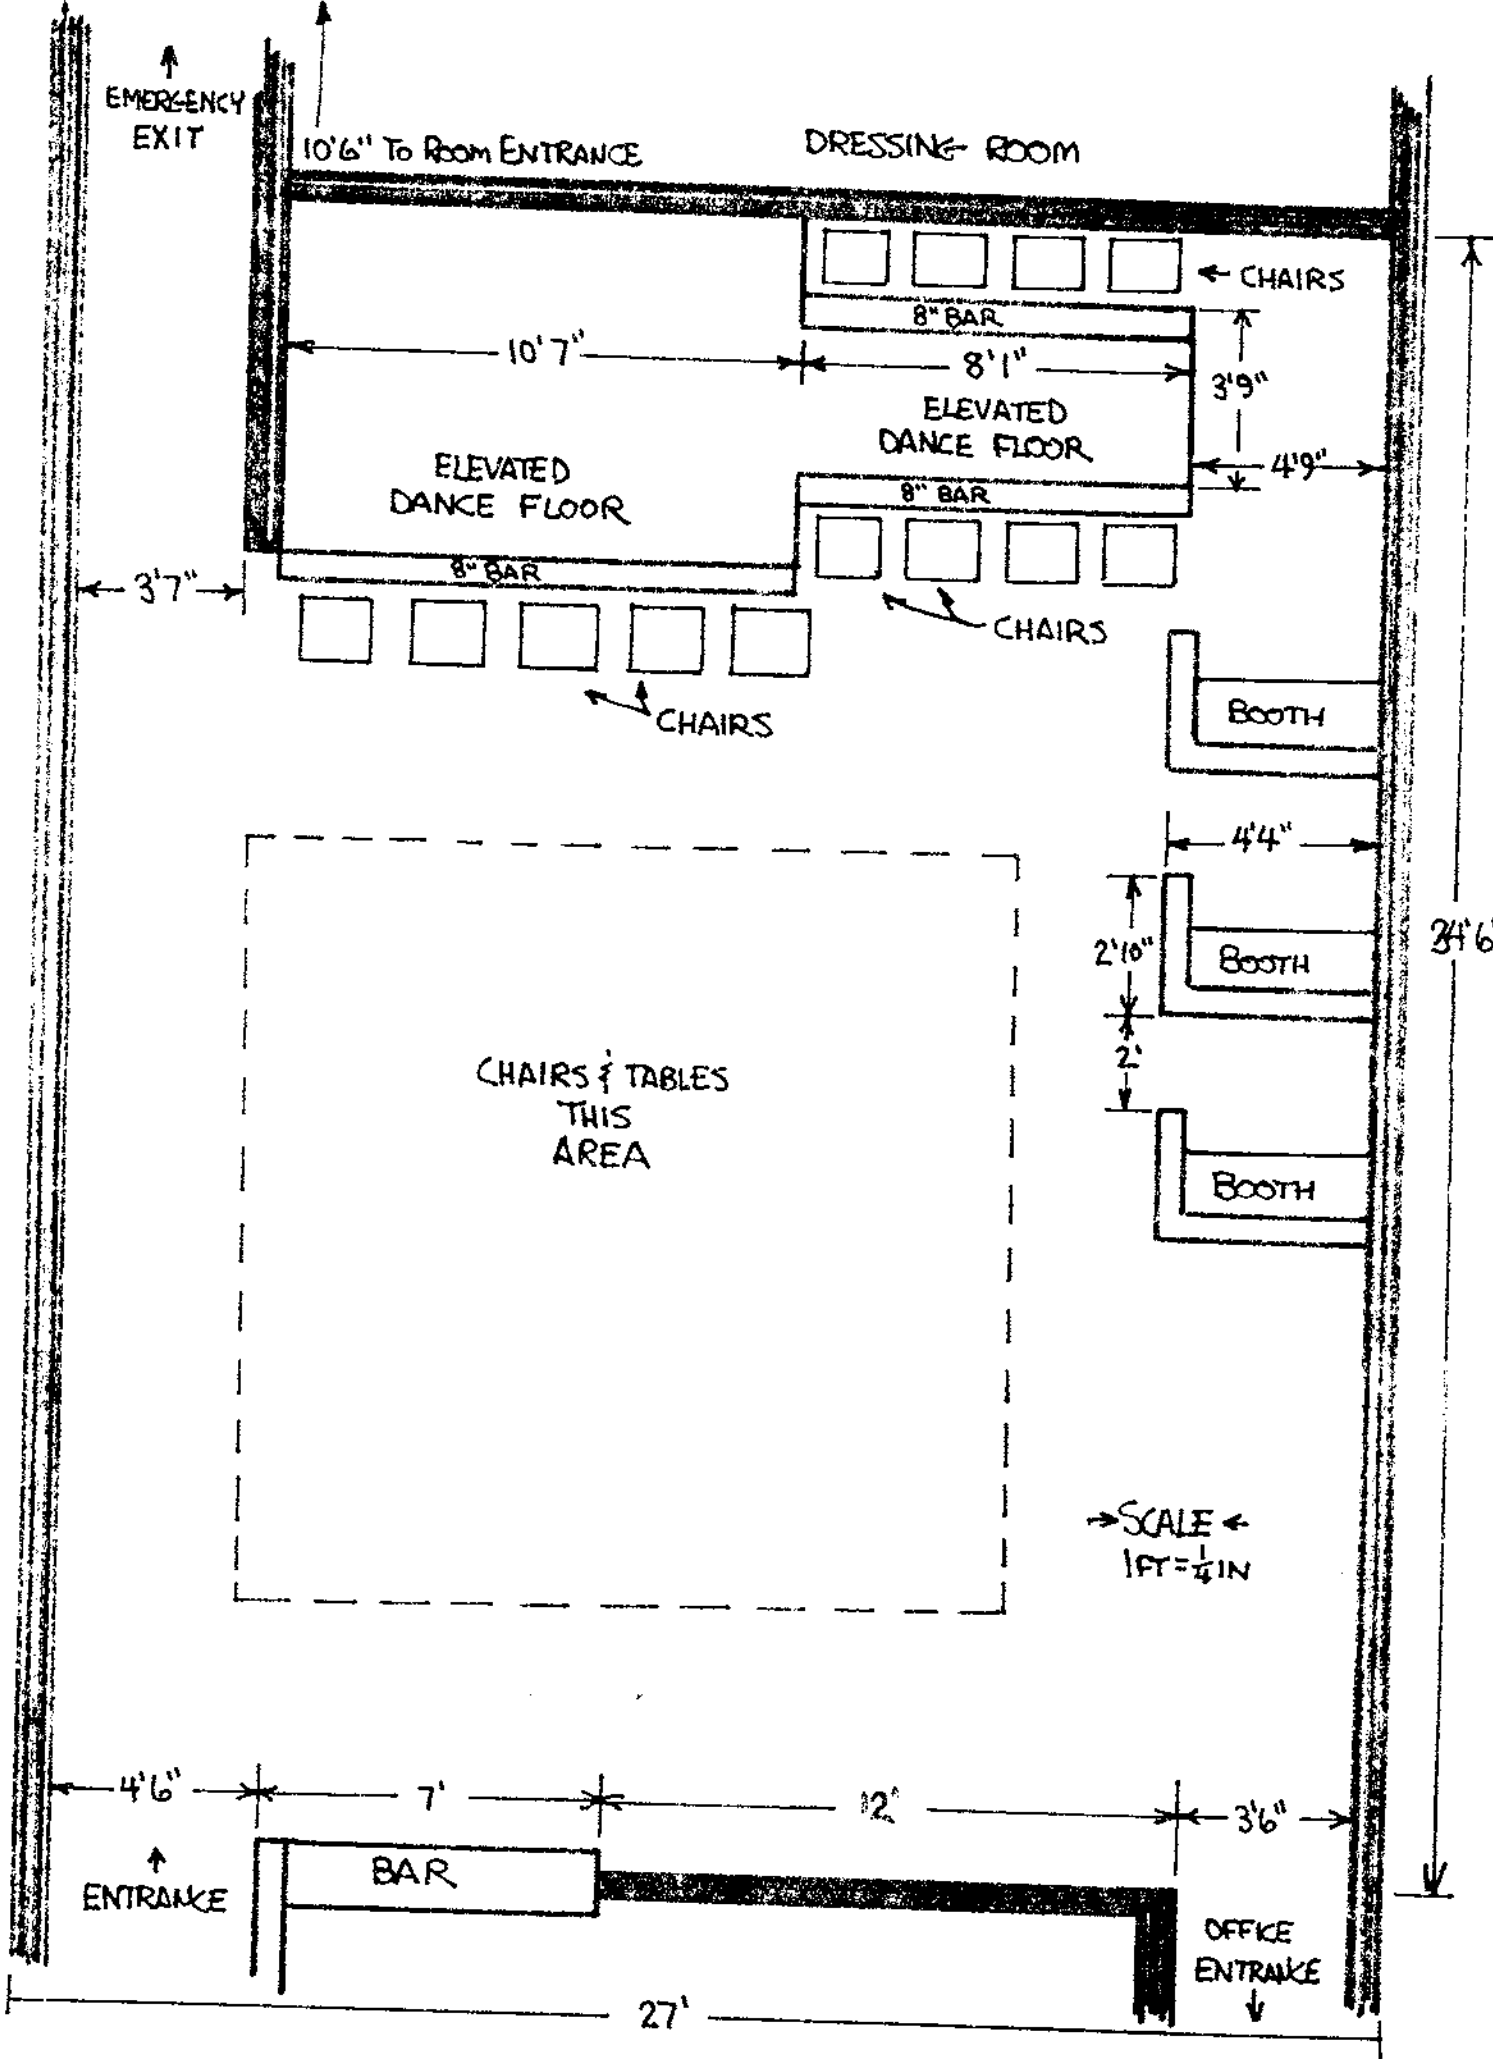 EMERGENCY
EXIT
10'6" To Room ENTRANCE
DRESSING ROOM
CHAIRS
8" BAR
10'7"
8'1"
3'9"
ELEVATED
DANCE FLOOR
4'9"
ELEVATED
DANCE FLOOR
8" BAR
8" BAR
3'7"
CHAIRS
CHAIRS
BOOTH
4'4"
2'10"
BOOTH
34'6"
2'
CHAIRS & TABLES
THIS
AREA
BOOTH
SCALE
1FT = 1/4 IN
4'6"
7'
12'
3'6"
BAR
ENTRANCE
OFFICE
ENTRANCE
27'